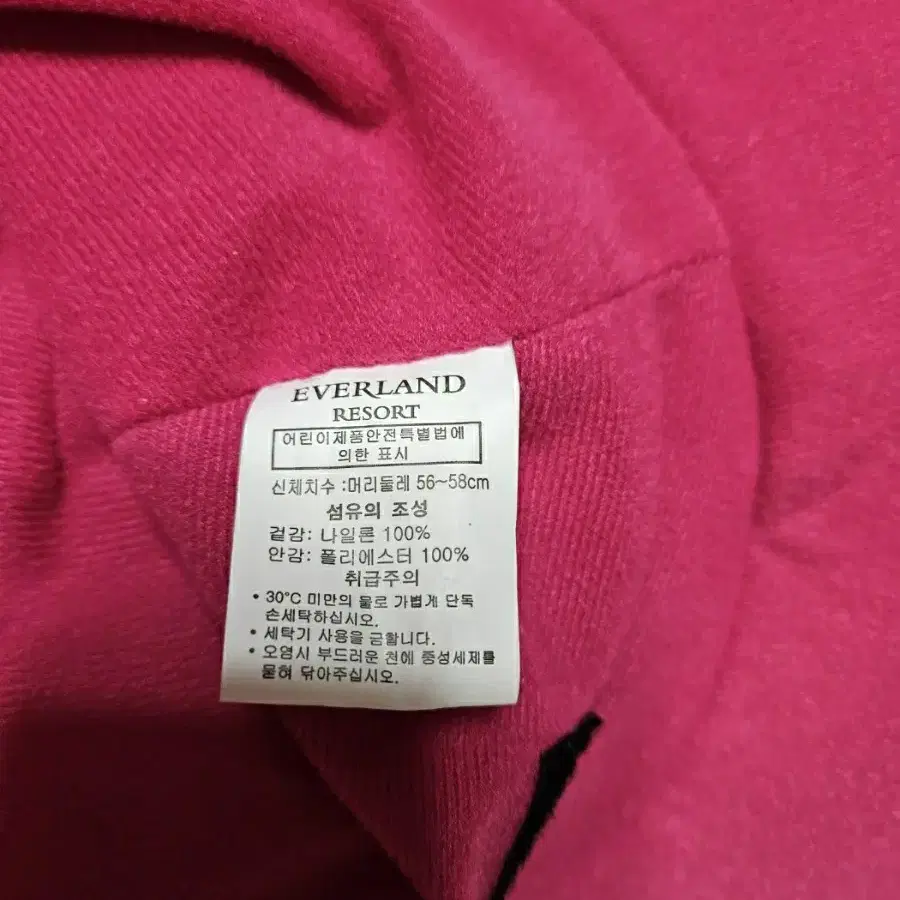 EVERLAND
RESORT
어린이제품안전특별법에
의한 표시
신체치수 :머리둘레 56~58cm
섬유의 조성
겉감: 나일론 100%
안감: 폴리에스터 100%
취급주의
• 30°C 미만의 물로 가볍게 단독
손세탁하십시오.
• 세탁기 사용을 금합니다.
• 오염시 부드러운 천에 중성세제를
묻혀 닦아주십시오.